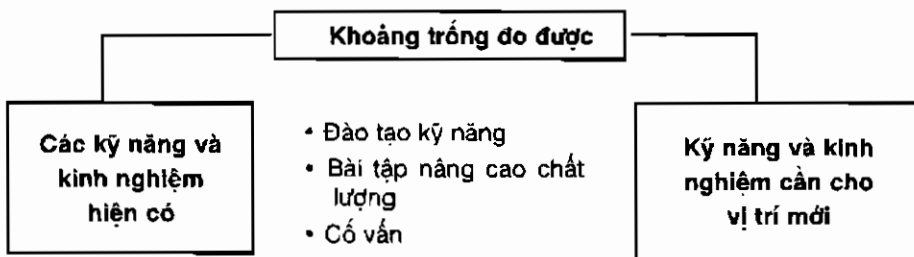 Khoảng trống đo được
Các kỹ năng và
kinh nghiệm
hiện có
• Đào tạo kỹ năng
• Bài tập nâng cao chất
lượng
• Cố vấn
Kỹ năng và kinh
nghiệm cần cho
vị trí mới